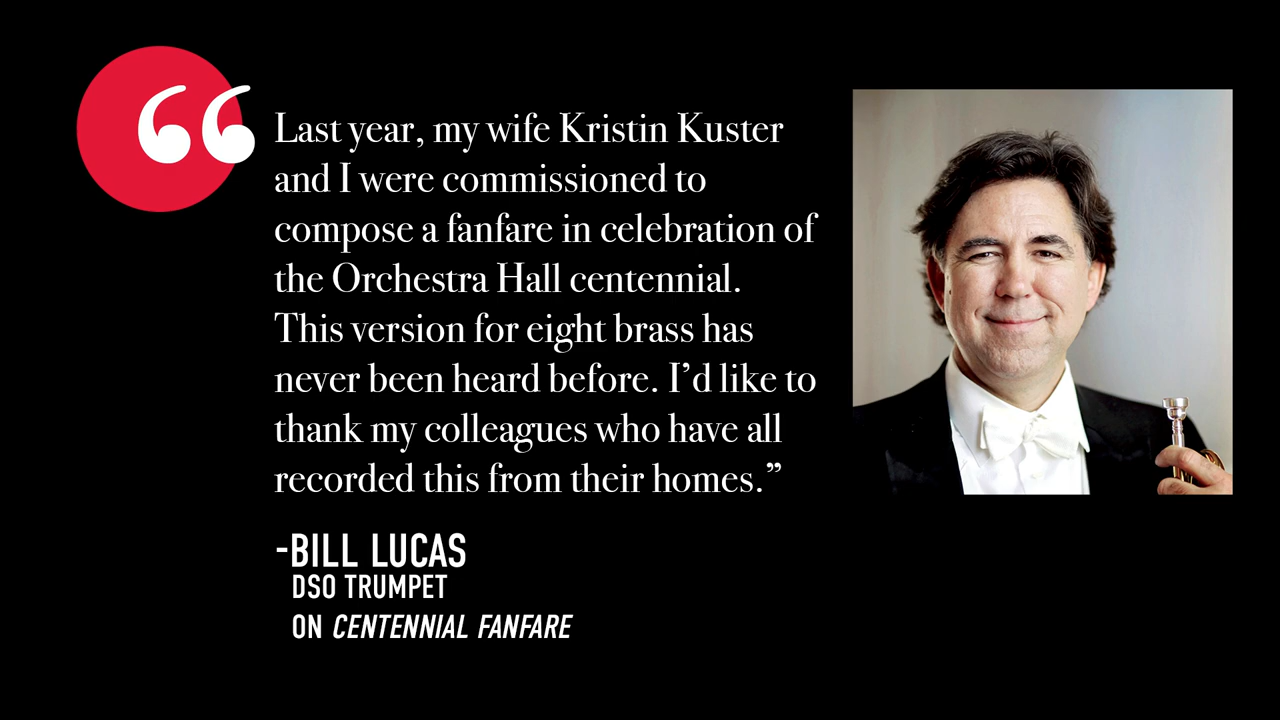 “
Last year, my wife Kristin Kuster
and I were commissioned to
compose a fanfare in celebration of
the Orchestra Hall centennial.
This version for eight brass has
never been heard before. I’d like to
thank my colleagues who have all
recorded this from their homes.”
-BILL LUCAS
DSO TRUMPET
ON CENTENNIAL FANFARE